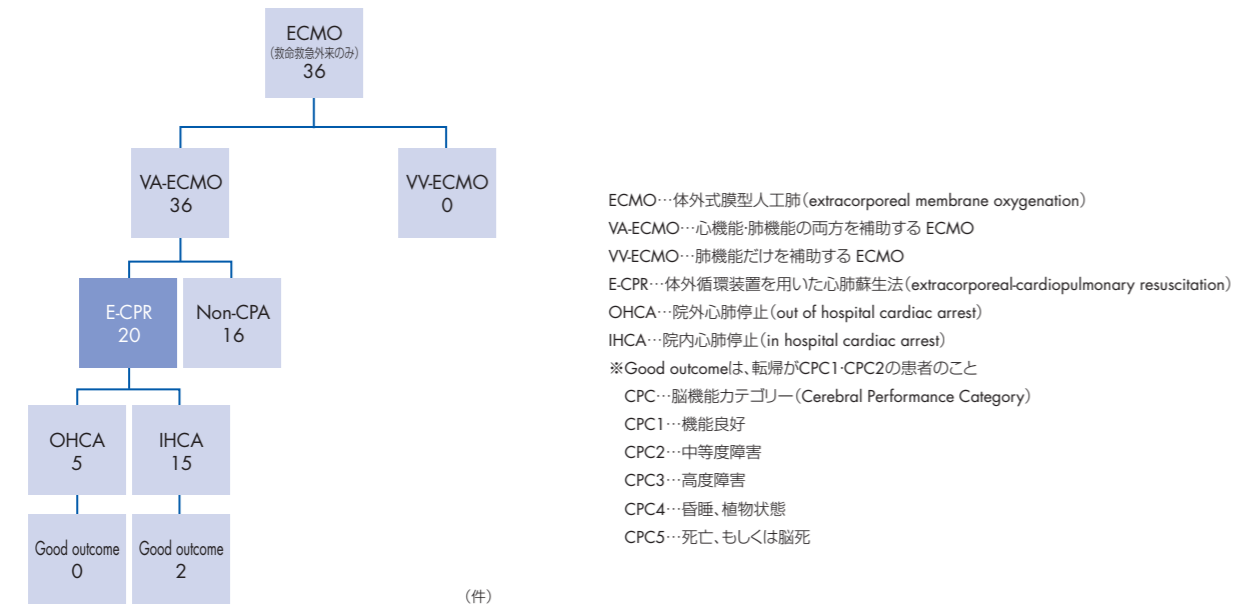 ECMO
（救命救急外来のみ）
36
VA-ECMO
36
VV-ECMO
0
E-CPR
20
Non-CPA
16
OHCA
5
IHCA
15
Good outcome
0
Good outcome
2
（件）
ECMO…体外式膜型人工肺（extracorporeal membrane oxygenation）
VA-ECMO…心機能・肺機能の両方を補助する ECMO
VV-ECMO…肺機能だけを補助する ECMO
E-CPR…体外循環装置を用いた心肺蘇生法（extracorporeal-cardiopulmonary resuscitation）
OHCA…院外心肺停止（out of hospital cardiac arrest）
IHCA…院内心肺停止（in hospital cardiac arrest）
※Good outcomeは、転帰がCPC1・CPC2の患者のこと
CPC…脳機能カテゴリー（Cerebral Performance Category）
CPC1…機能良好
CPC2…中等度障害
CPC3…高度障害
CPC4…昏睡、植物状態
CPC5…死亡、もしくは脳死